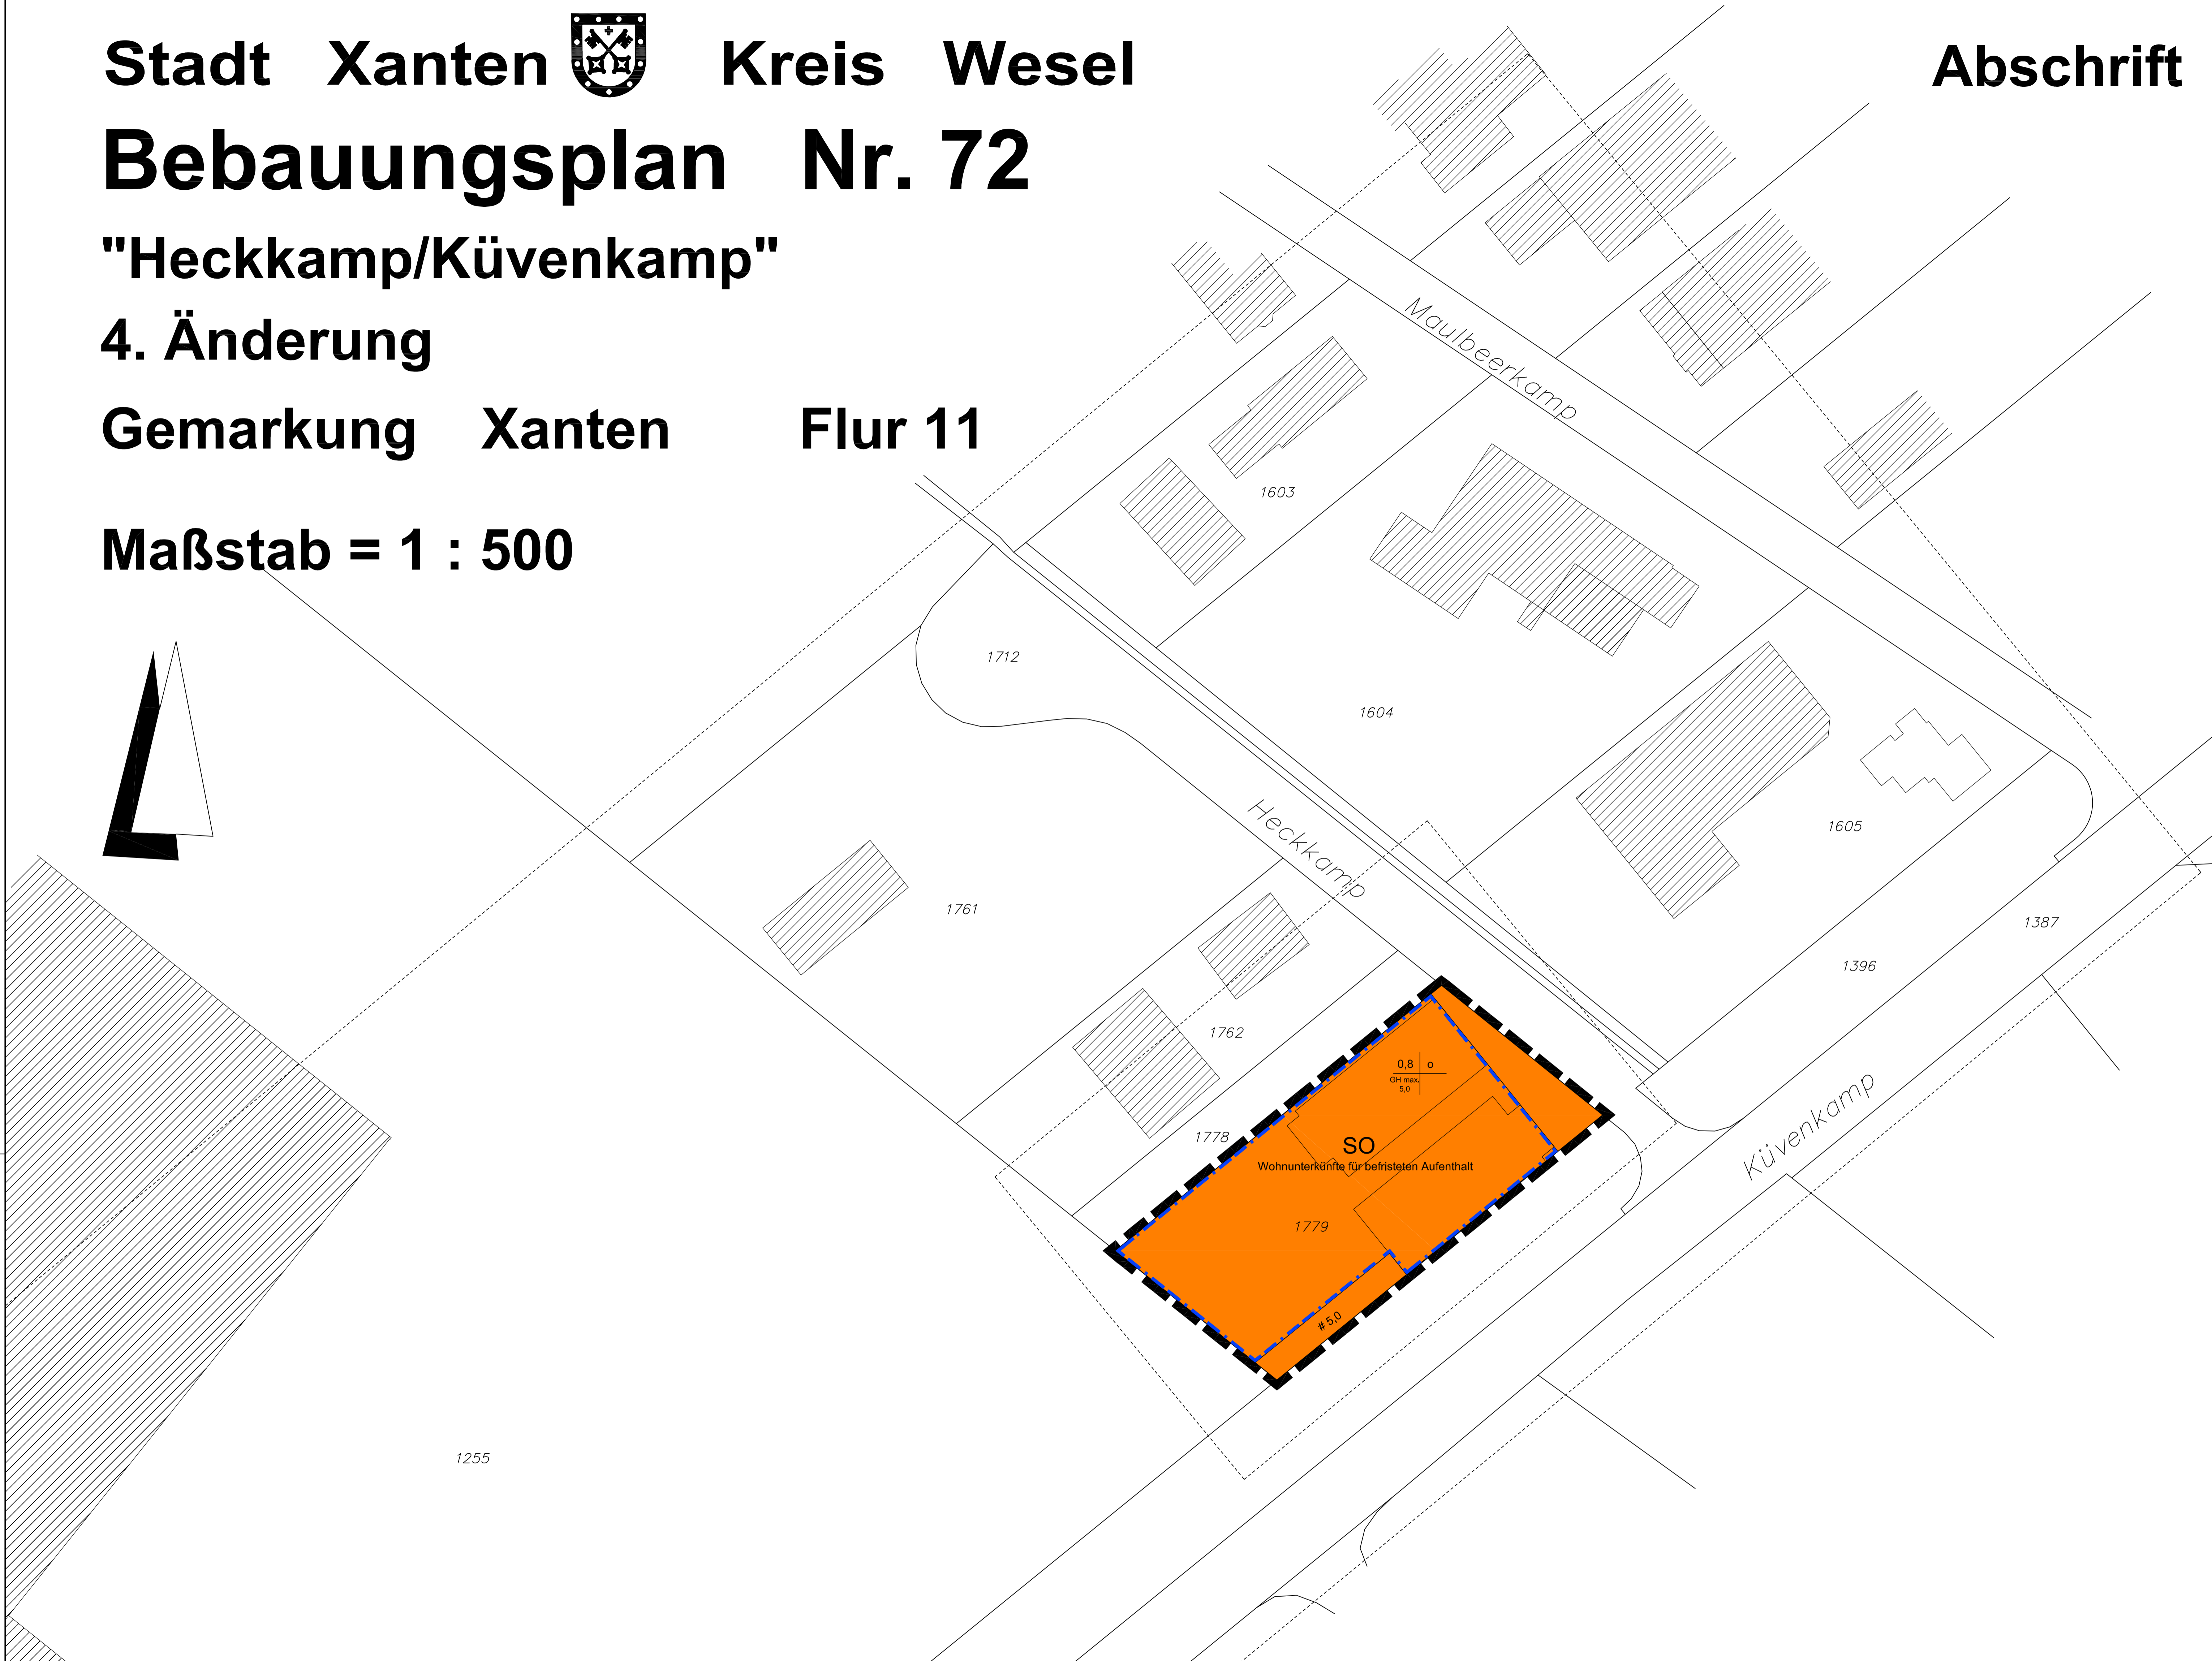 Stadt Xanten Kreis Wesel
Abschrift
Bebauungsplan Nr. 72
"Heckkamp/Küvenkamp"
4. Änderung
Gemarkung Xanten Flur 11
Maßstab = 1 : 500
Maulbeerkamp
1603
1712
1604
Heckkamp
1605
1761
1387
1396
1762
0,8 o
GH max.
5,0
Küvenkamp
1778
SO
Wohnunterkünfte für befristeten Aufenthalt
1779
# 5,0
1255